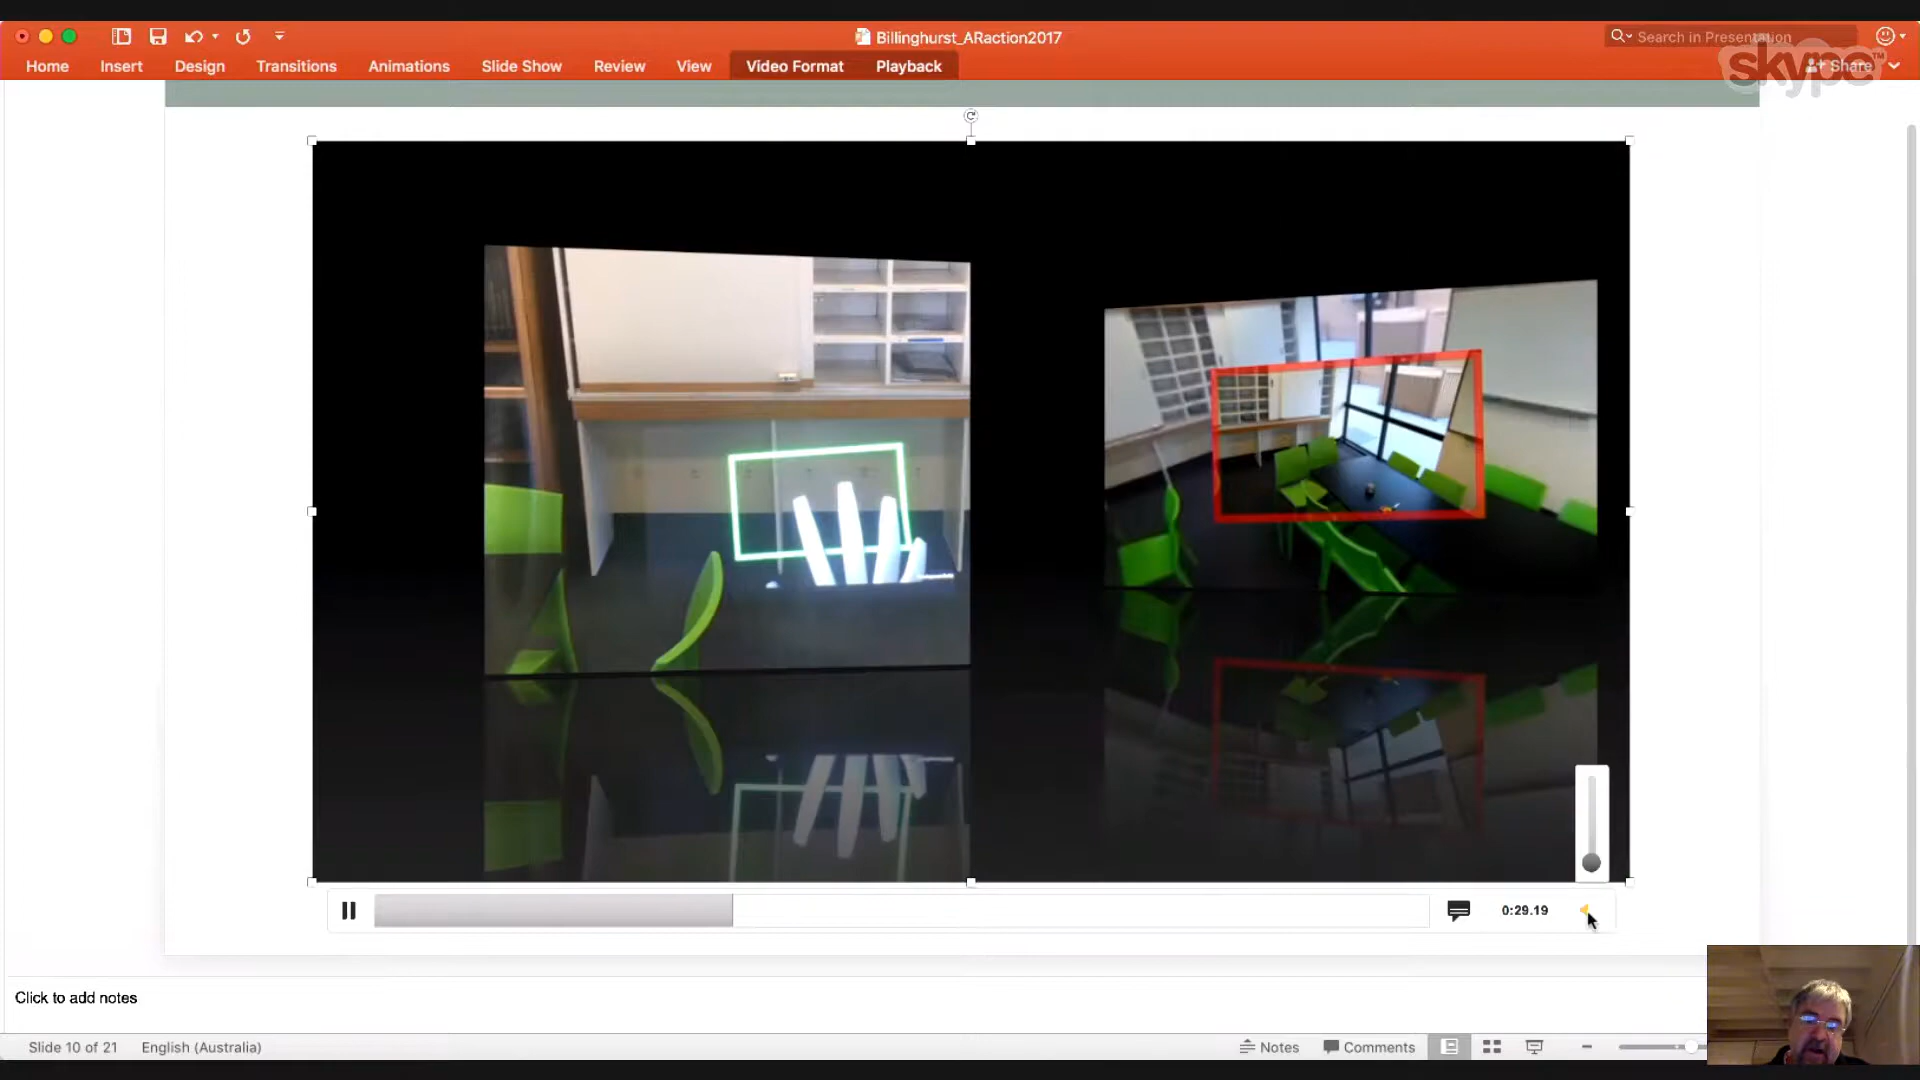 Billinghurst_ARaction2017
Search in Presentation
Home Insert Design Transitions Animations Slide Show Review View Video Format Playback
Share
skype™
0:29.19
Click to add notes
Slide 10 of 21 English (Australia) Notes Comments